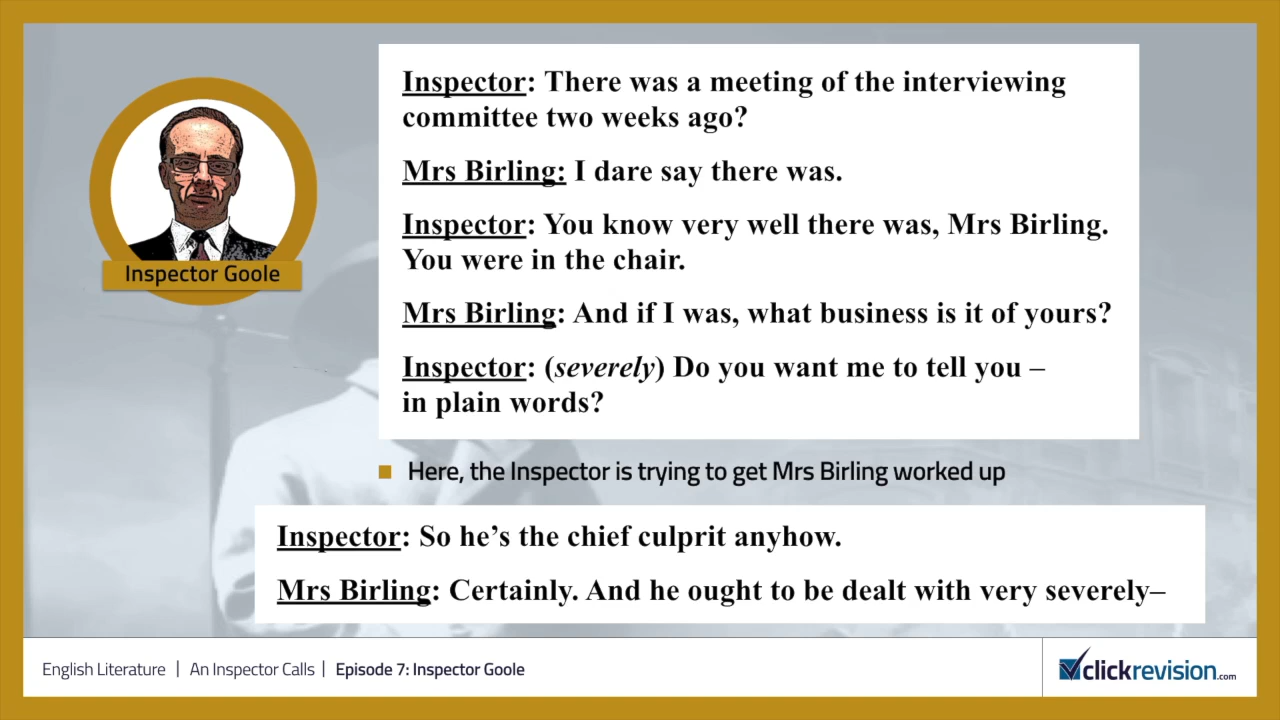 Inspector: There was a meeting of the interviewing
committee two weeks ago?
Mrs Birling: I dare say there was.
Inspector: You know very well there was, Mrs Birling.
You were in the chair.
Mrs Birling: And if I was, what business is it of yours?
Inspector: (severely) Do you want me to tell you –
in plain words?
Inspector Goole
Here, the Inspector is trying to get Mrs Birling worked up
Inspector: So he’s the chief culprit anyhow.
Mrs Birling: Certainly. And he ought to be dealt with very severely–
English Literature | An Inspector Calls | Episode 7: Inspector Goole
clickrevision.com